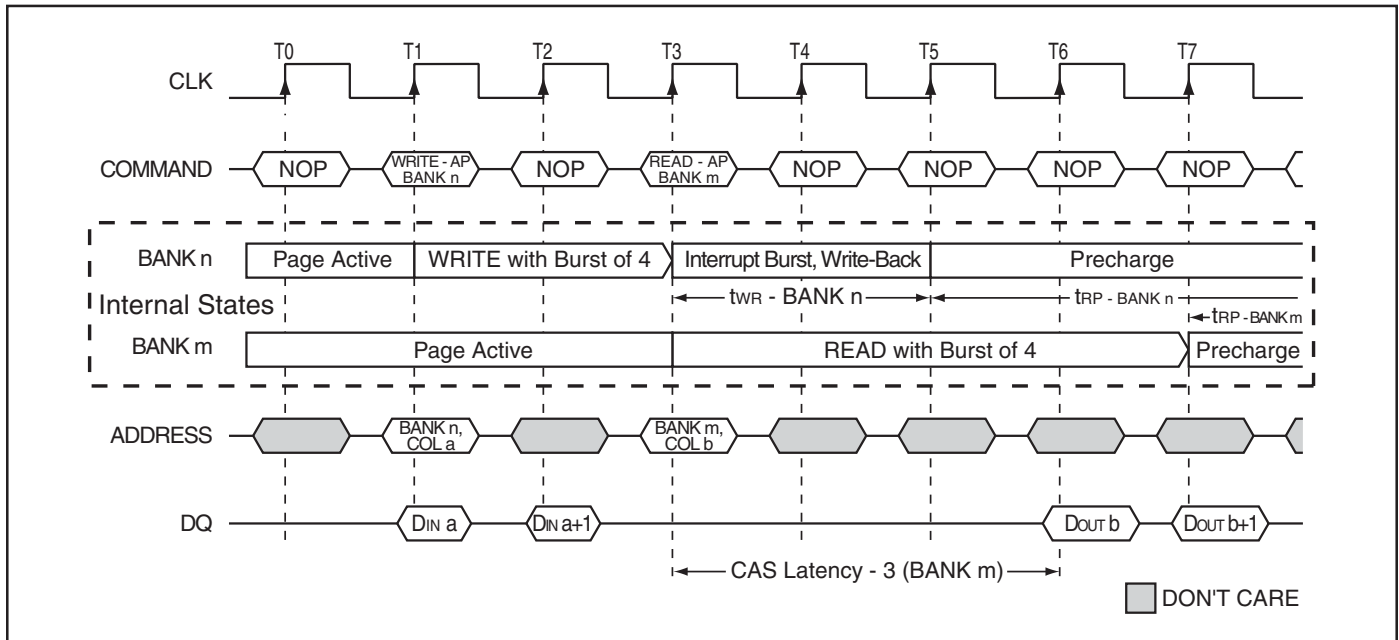 T0 T1 T2 T3 T4 T5 T6 T7
CLK
COMMAND NOP WRITE - AP BANK n NOP READ - AP BANK m NOP NOP NOP NOP
BANK n Page Active WRITE with Burst of 4 Interrupt Burst, Write-Back Precharge
tWR - BANK n tRP - BANK n
Internal States
tRP - BANK m
BANK m Page Active READ with Burst of 4 Precharge
ADDRESS BANK n, COL a BANK m, COL b
DQ DIN a DIN a+1 DOUT b DOUT b+1
CAS Latency - 3 (BANK m)
DON'T CARE